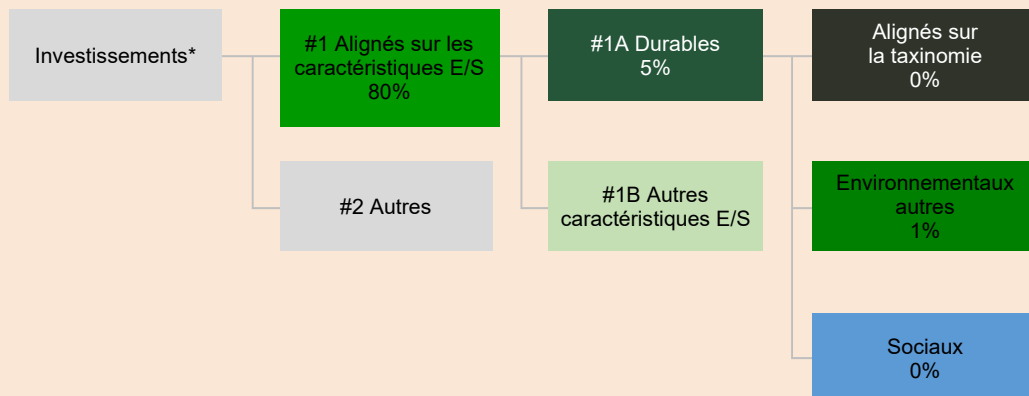 Investissements*
#1 Alignés sur les
caractéristiques E/S
80%
#1A Durables
5%
Alignés sur
la taxinomie
0%
#2 Autres
#1B Autres
caractéristiques E/S
Environnementaux
autres
1%
Sociaux
0%